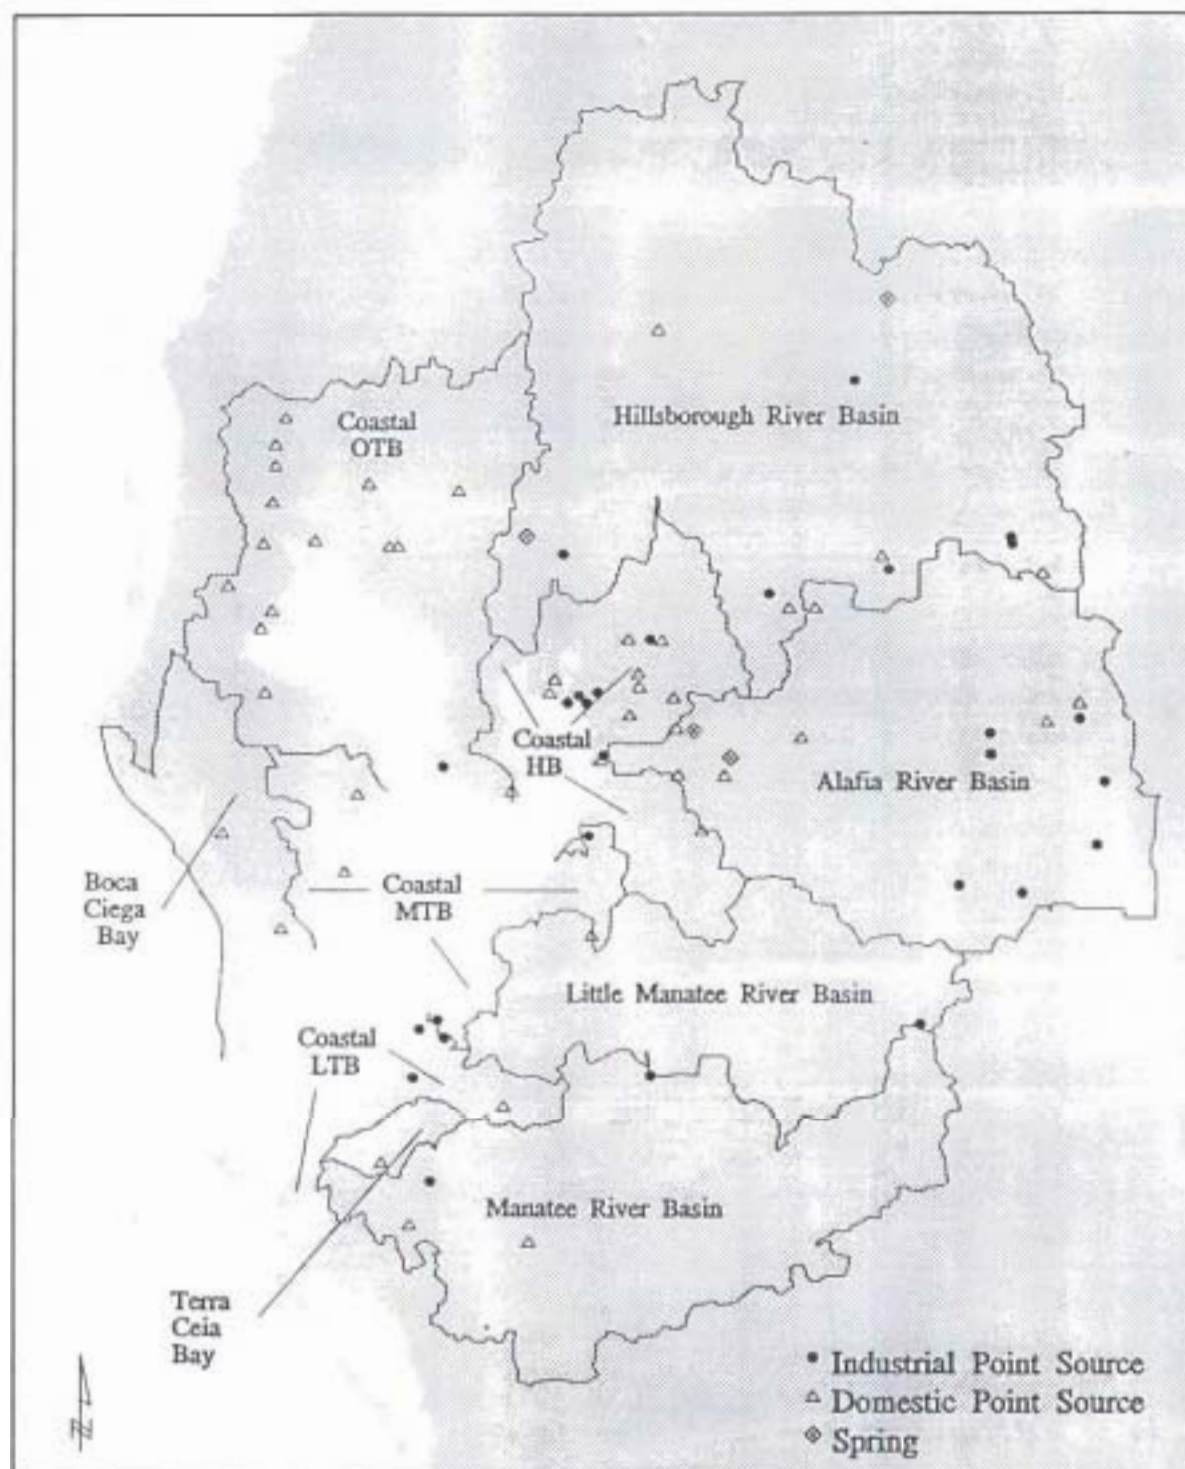 Hillsborough River Basin
Coastal
OTB
Coastal
HB
Alafia River Basin
Boca
Ciega
Bay
Coastal
MTB
Little Manatee River Basin
Coastal
LTB
Manatee River Basin
Terra
Ceia
Bay
Industrial Point Source
Domestic Point Source
Spring